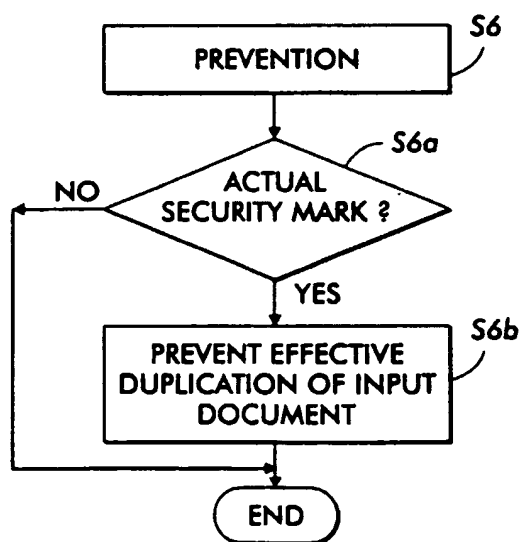 S6
PREVENTION
S6a
ACTUAL
SECURITY MARK ?
NO
YES
S6b
PREVENT EFFECTIVE
DUPLICATION OF INPUT
DOCUMENT
END